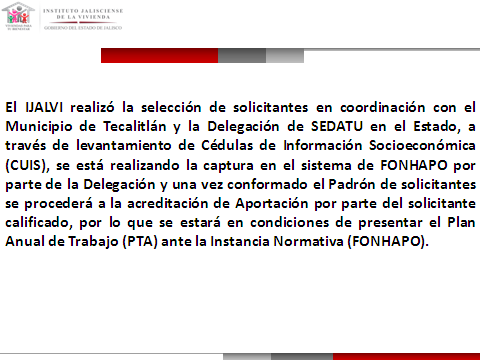 INSTITUTO JALISCIENSE
DE LA VIVIENDA
GOBIERNO DEL ESTADO DE JALISCO
El IJALVI realizó la selección de solicitantes en coordinación con el
Municipio de Tecalitlán y la Delegación de SEDATU en el Estado, a
través de levantamiento de Cédulas de Información Socioeconómica
(CUIS), se está realizando la captura en el sistema de FONHAPO por
parte de la Delegación y una vez conformado el Padrón de solicitantes
se procederá a la acreditación de Aportación por parte del solicitante
calificado, por lo que se estará en condiciones de presentar el Plan
Anual de Trabajo (PTA) ante la Instancia Normativa (FONHAPO).